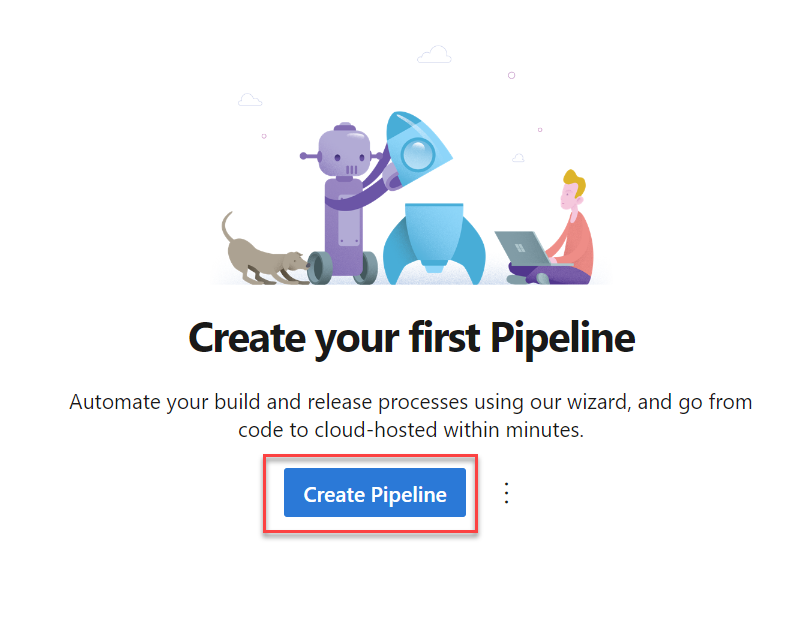 Create your first Pipeline
Automate your build and release processes using our wizard, and go from
code to cloud-hosted within minutes.
Create Pipeline